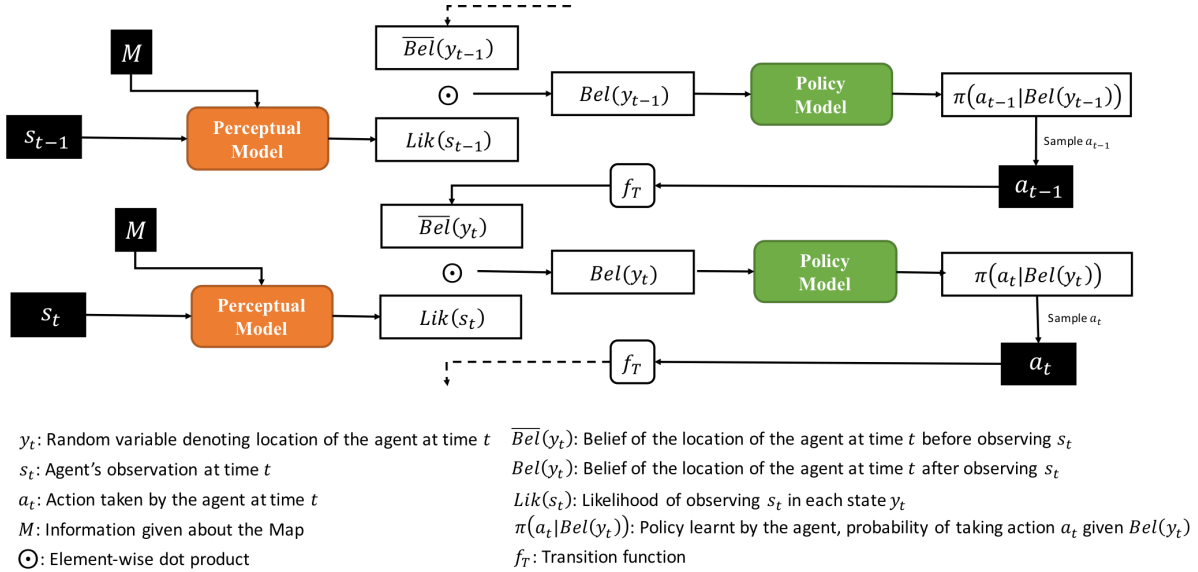 M
\overline{Bel}(y_{t-1})
s_{t-1}
Perceptual
Model
⊙
Lik(s_{t-1})
Bel(y_{t-1})
Policy
Model
π(a_{t-1}|Bel(y_{t-1}))
Sample a_{t-1}
a_{t-1}
f_T
M
\overline{Bel}(y_t)
s_t
Perceptual
Model
⊙
Lik(s_t)
Bel(y_t)
Policy
Model
π(a_t|Bel(y_t))
Sample a_t
a_t
f_T
y_t: Random variable denoting location of the agent at time t
s_t: Agent's observation at time t
a_t: Action taken by the agent at time t
M: Information given about the Map
⊙: Element-wise dot product
\overline{Bel}(y_t): Belief of the location of the agent at time t before observing s_t
Bel(y_t): Belief of the location of the agent at time t after observing s_t
Lik(s_t): Likelihood of observing s_t in each state y_t
π(a_t|Bel(y_t)): Policy learnt by the agent, probability of taking action a_t given Bel(y_t)
f_T: Transition function